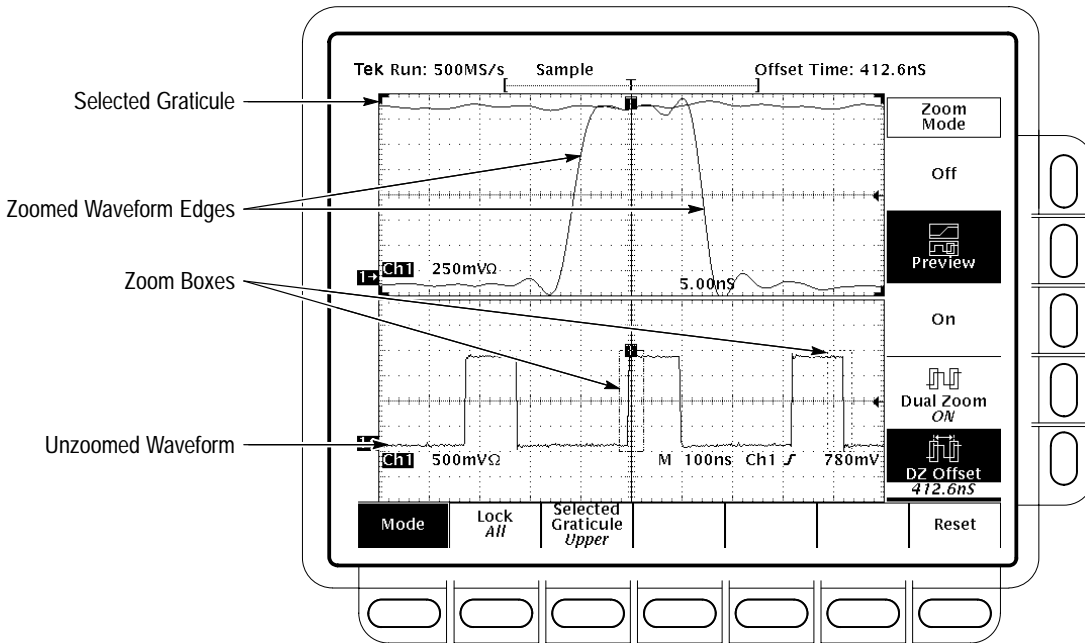 Tek Run: 500MS/s Sample Offset Time: 412.6nS
T
Selected Graticule
Zoom
Mode
Off
Zoomed Waveform Edges
Preview
Ch1 250mVΩ 5.00nS
1→
Zoom Boxes
On
Dual Zoom
ON
Unzoomed Waveform
Ch1 500mVΩ M 100ns Ch1 780mV
DZ Offset
412.6nS
Mode
Lock
All
Selected
Graticule
Upper
Reset